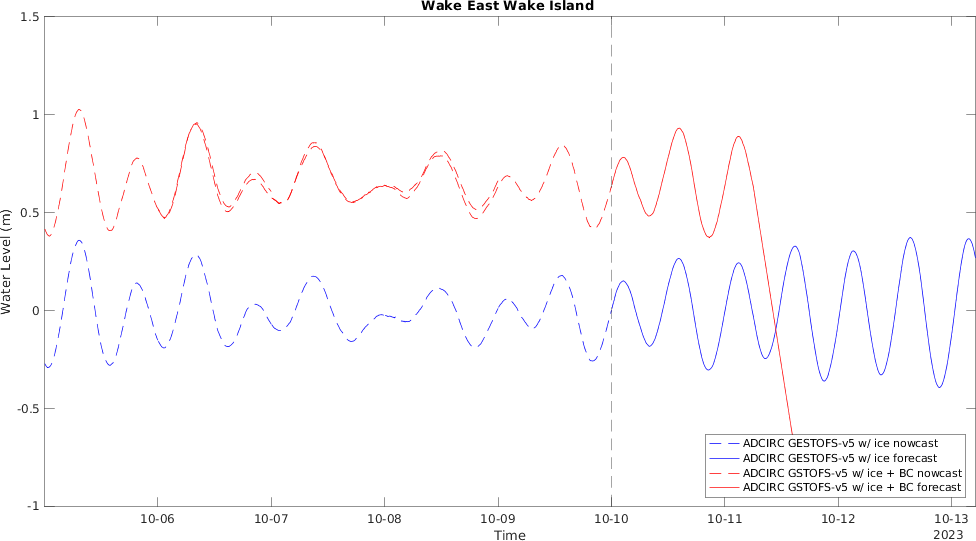 Wake East Wake Island
1.5
1
0.5
0
-0.5
-1
Water Level (m)
10-06
10-07
10-08
10-09
10-10
10-11
10-12
10-13
2023
Time
ADCIRC GESTOFS-v5 w/ ice nowcast
ADCIRC GESTOFS-v5 w/ ice forecast
ADCIRC GSTOFS-v5 w/ ice + BC nowcast
ADCIRC GSTOFS-v5 w/ ice + BC forecast